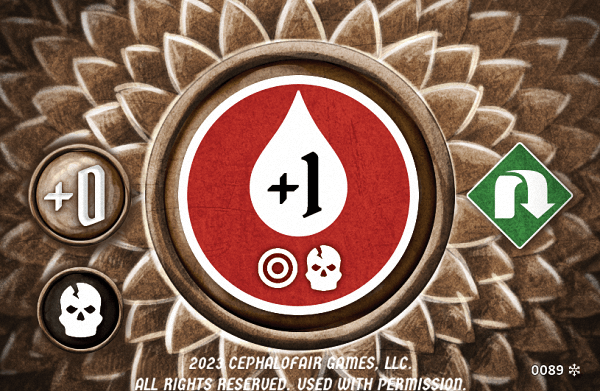 +1
+0
0089
2023 CEPHALOFAIR GAMES, LLC.
ALL RIGHTS RESERVED. USED WITH PERMISSION.